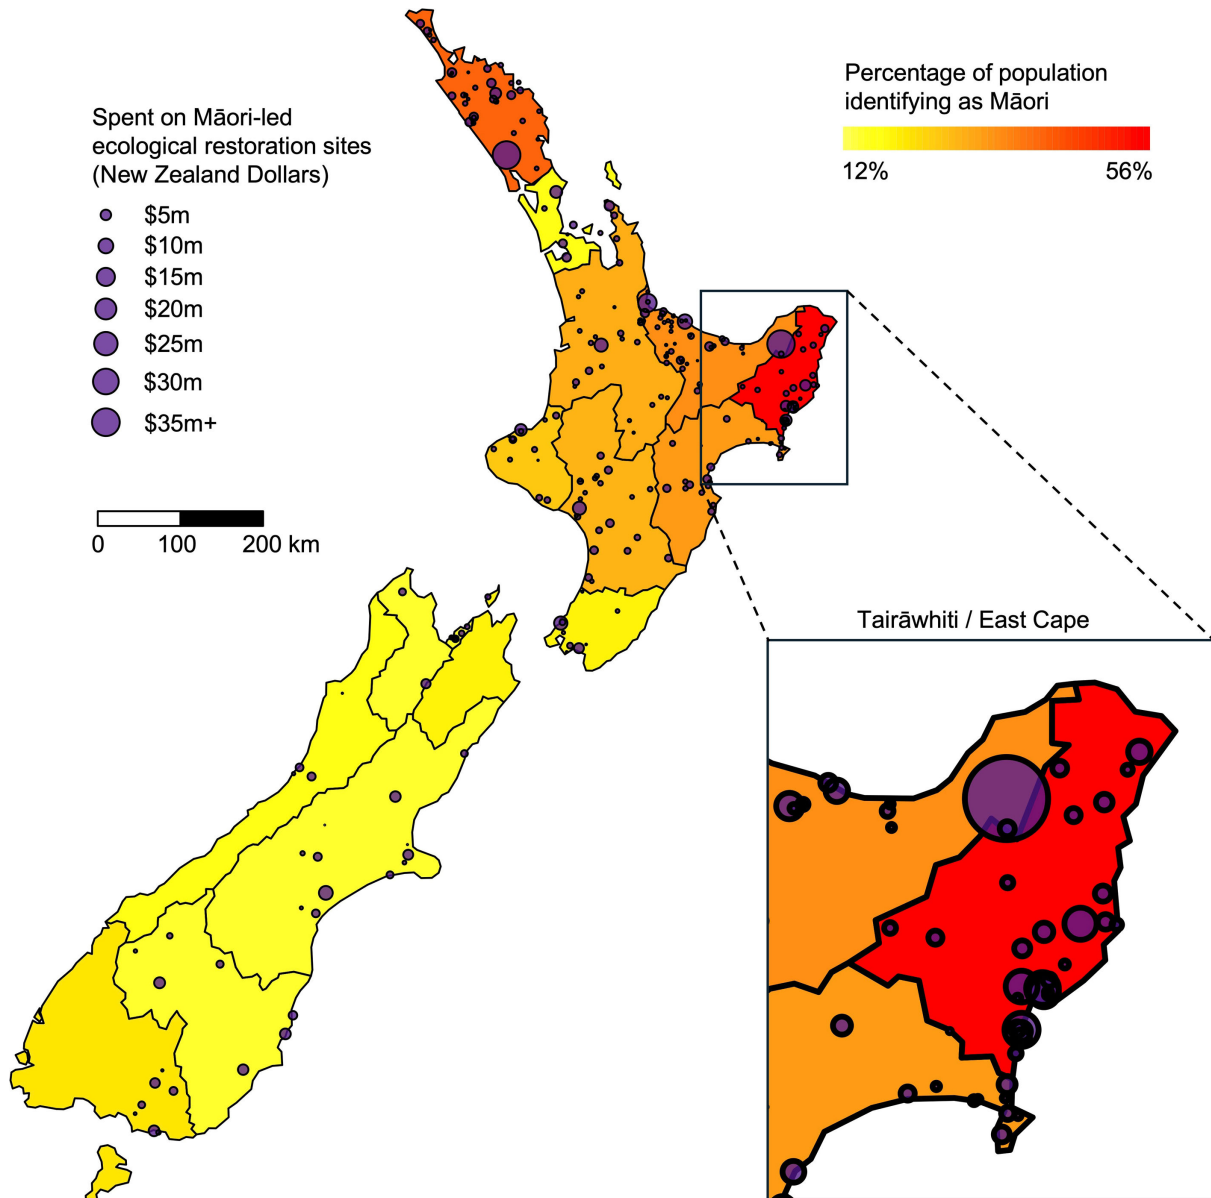 Percentage of population
identifying as Māori
12% 56%
Spent on Māori-led
ecological restoration sites
(New Zealand Dollars)
$5m
$10m
$15m
$20m
$25m
$30m
$35m+
0 100 200 km
Tairāwhiti / East Cape